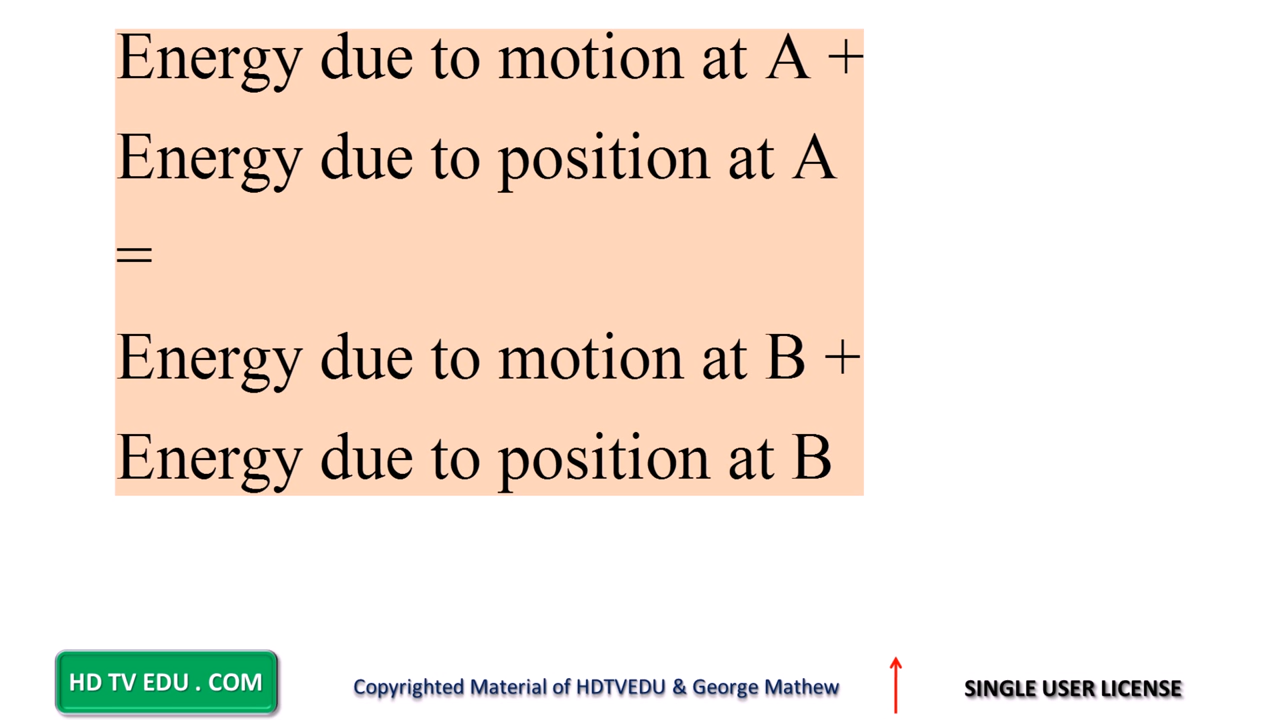 Energy due to motion at A +
Energy due to position at A
=
Energy due to motion at B +
Energy due to position at B
HD TV EDU . COM
Copyrighted Material of HDTVEDU & George Mathew
SINGLE USER LICENSE